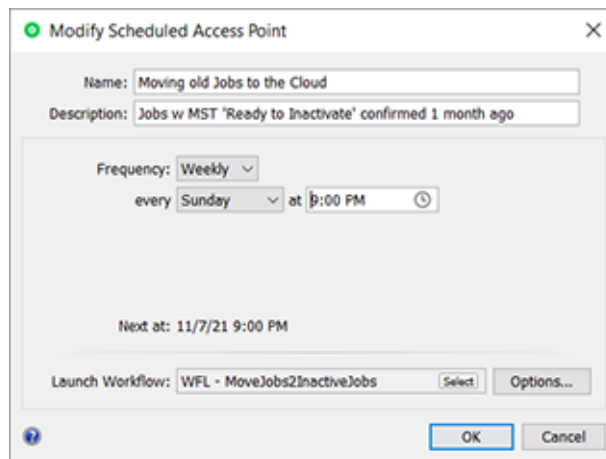 Modify Scheduled Access Point
Name: Moving old Jobs to the Cloud
Description: Jobs w MST 'Ready to Inactivate' confirmed 1 month ago
Frequency: Weekly
every Sunday at 9:00 PM
Next at: 11/7/21 9:00 PM
Launch Workflow: WFL - MoveJobs2InactiveJobs Select Options...
? OK Cancel